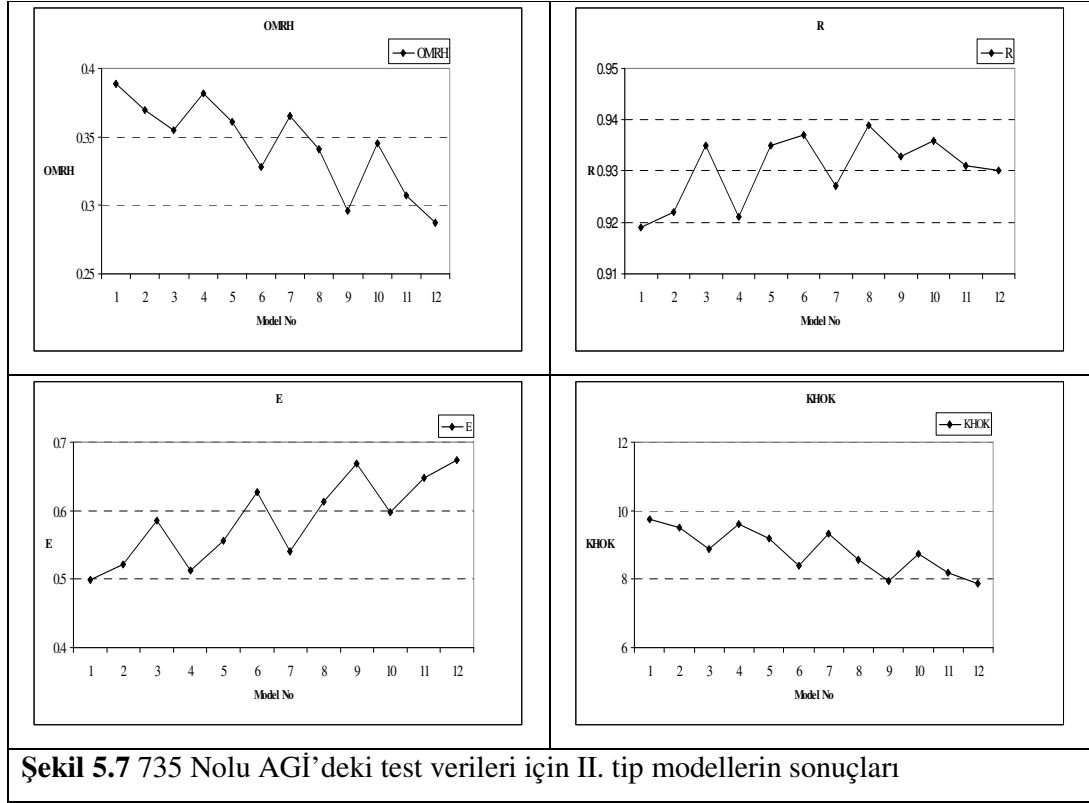 OMRH
OMRH
0.4
0.35
OMRH
0.3
0.25
1 2 3 4 5 6 7 8 9 10 11 12
Model No
R
R
0.95
0.94
R 0.93
0.92
0.91
1 2 3 4 5 6 7 8 9 10 11 12
Model No
E
E
0.7
0.6
E
0.5
0.4
1 2 3 4 5 6 7 8 9 10 11 12
Model No
KHOK
KHOK
12
10
KHOK
8
6
1 2 3 4 5 6 7 8 9 10 11 12
Model No
Şekil 5.7 735 Nolu AGİ’deki test verileri için II. tip modellerin sonuçları